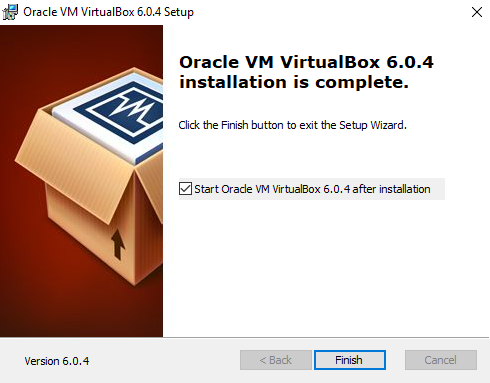 Oracle VM VirtualBox 6.0.4 Setup
Oracle VM VirtualBox 6.0.4
installation is complete.
Click the Finish button to exit the Setup Wizard.
Start Oracle VM VirtualBox 6.0.4 after installation
Version 6.0.4
< Back
Finish
Cancel